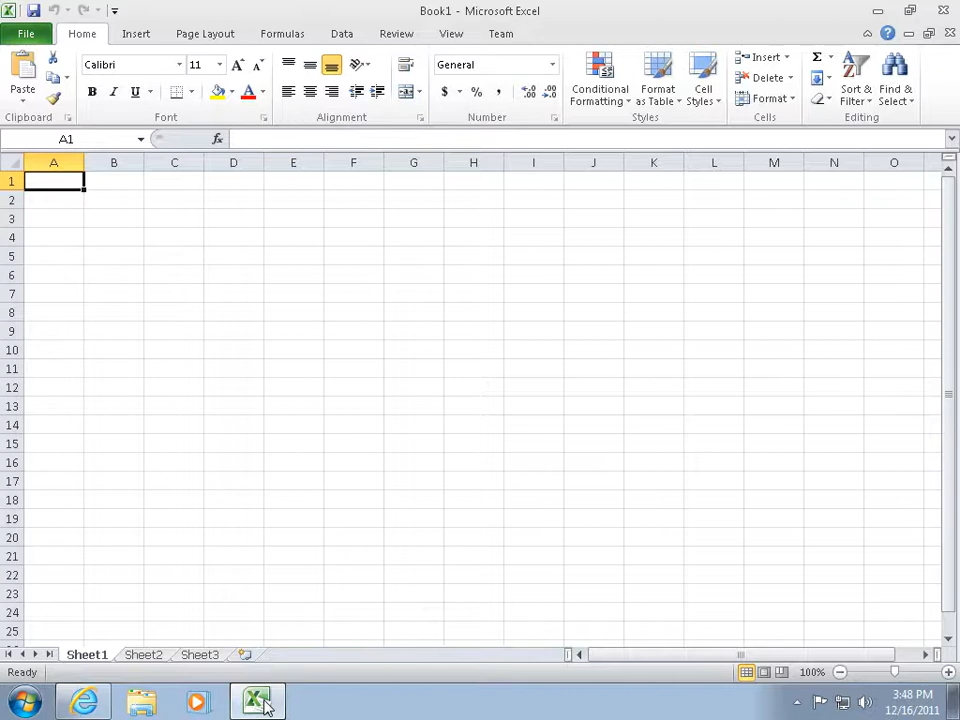 Book1 - Microsoft Excel
File Home Insert Page Layout Formulas Data Review View Team
Calibri 11 General
Paste
$ % ,
Conditional Formatting
Format as Table
Cell Styles
Insert
Delete
Format
Σ
Sort & Filter
Find & Select
Clipboard Font Alignment Number Styles Cells Editing
A1 fx
A B C D E F G H I J K L M N O
1
2
3
4
5
6
7
8
9
10
11
12
13
14
15
16
17
18
19
20
21
22
23
24
25
Sheet1 Sheet2 Sheet3
Ready 100%
3:48 PM
12/16/2011